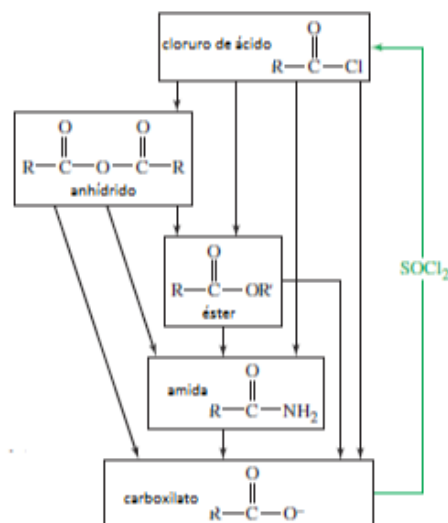 cloruro de ácido
O
R—C—Cl
O O
R—C—O—C—R
anhídrido
O
R—C—OR'
éster
SOCl₂
amida
O
R—C—NH₂
carboxilato
O
R—C—O⁻